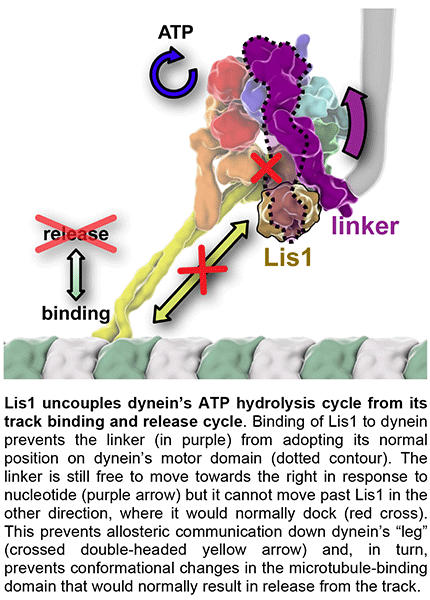 ATP
linker
Lis1
release
binding
Lis1 uncouples dynein's ATP hydrolysis cycle from its
track binding and release cycle. Binding of Lis1 to dynein
prevents the linker (in purple) from adopting its normal
position on dynein's motor domain (dotted contour). The
linker is still free to move towards the right in response to
nucleotide (purple arrow) but it cannot move past Lis1 in the
other direction, where it would normally dock (red cross).
This prevents allosteric communication down dynein's “leg”
(crossed double-headed yellow arrow) and, in turn,
prevents conformational changes in the microtubule-binding
domain that would normally result in release from the track.